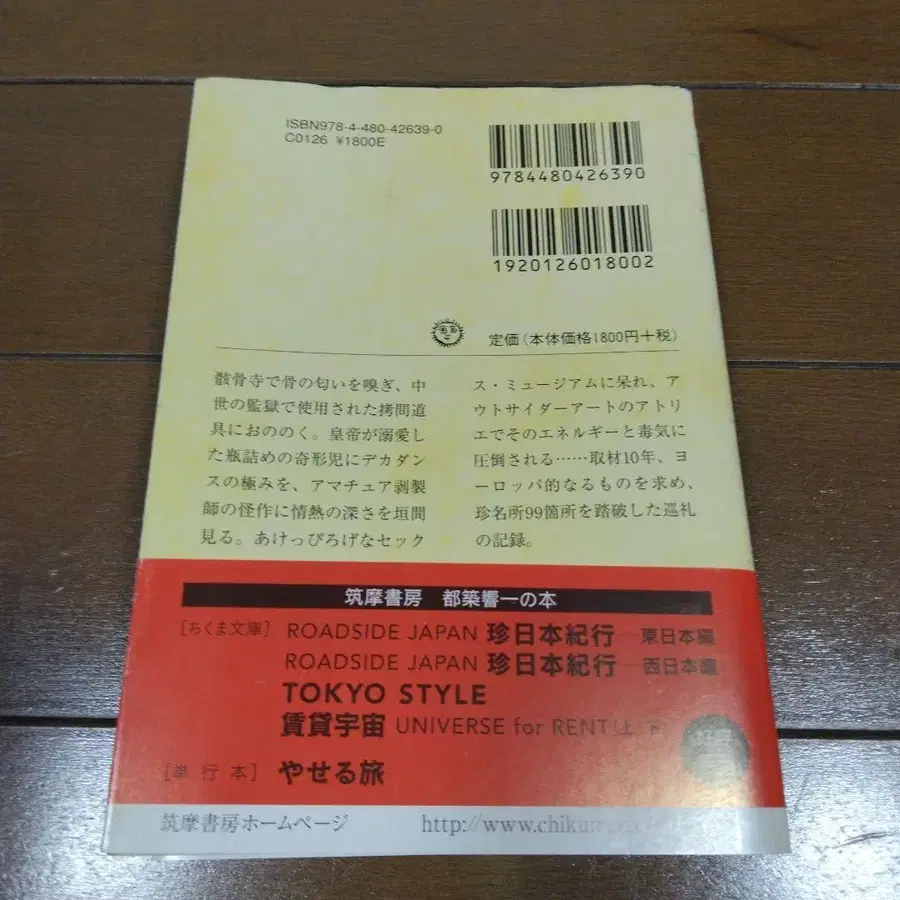 ISBN978-4-480-42639-0
C0126 ¥1800E
9784480426390
1920126018002
定価(本体価格1800円+税)
骸骨寺で骨の匂いを嗅ぎ、中
世の監獄で使用された拷問道
具におののく。皇帝が溺愛し
た瓶詰めの奇形児にデカダン
スの極みを、アマチュア剥製
師の怪作に情熱の深さを垣間
見る。あけっぴろげなセック
ス・ミュージアムに呆れ、ア
ウトサイダーアートのアトリ
エでそのエネルギーと毒気に
圧倒される……取材10年、ヨ
ーロッパ的なるものを求め、
珍名所99箇所を踏破した巡礼
の記録。
筑摩書房 都築響一の本
[ちくま文庫] ROADSIDE JAPAN 珍日本紀行—東日本編
ROADSIDE JAPAN 珍日本紀行—西日本編
TOKYO STYLE
賃貸宇宙 UNIVERSE for RENT(上・下)
[単行本] やせる旅
筑摩書房ホームページ http://www.chikum